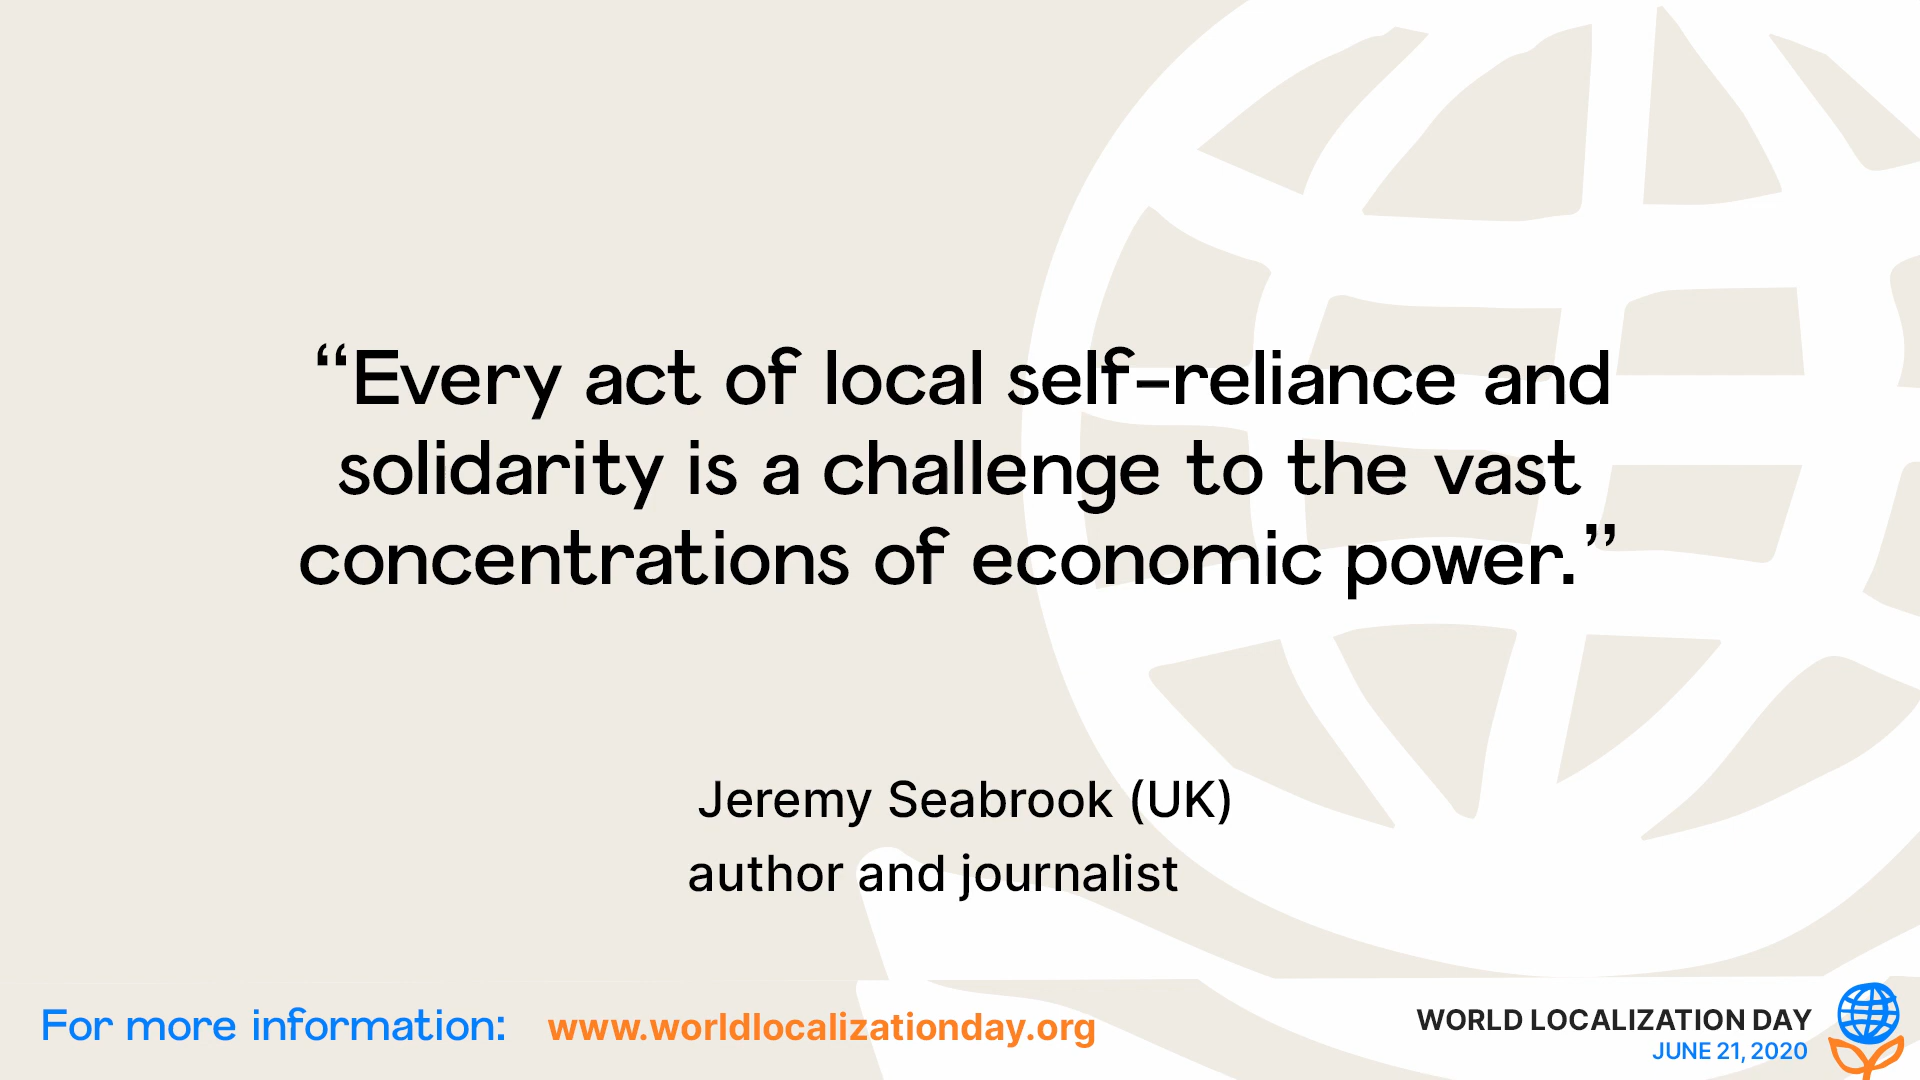 “Every act of local self-reliance and
solidarity is a challenge to the vast
concentrations of economic power.”
Jeremy Seabrook (UK)
author and journalist
For more information: www.worldlocalizationday.org
WORLD LOCALIZATION DAY
JUNE 21, 2020